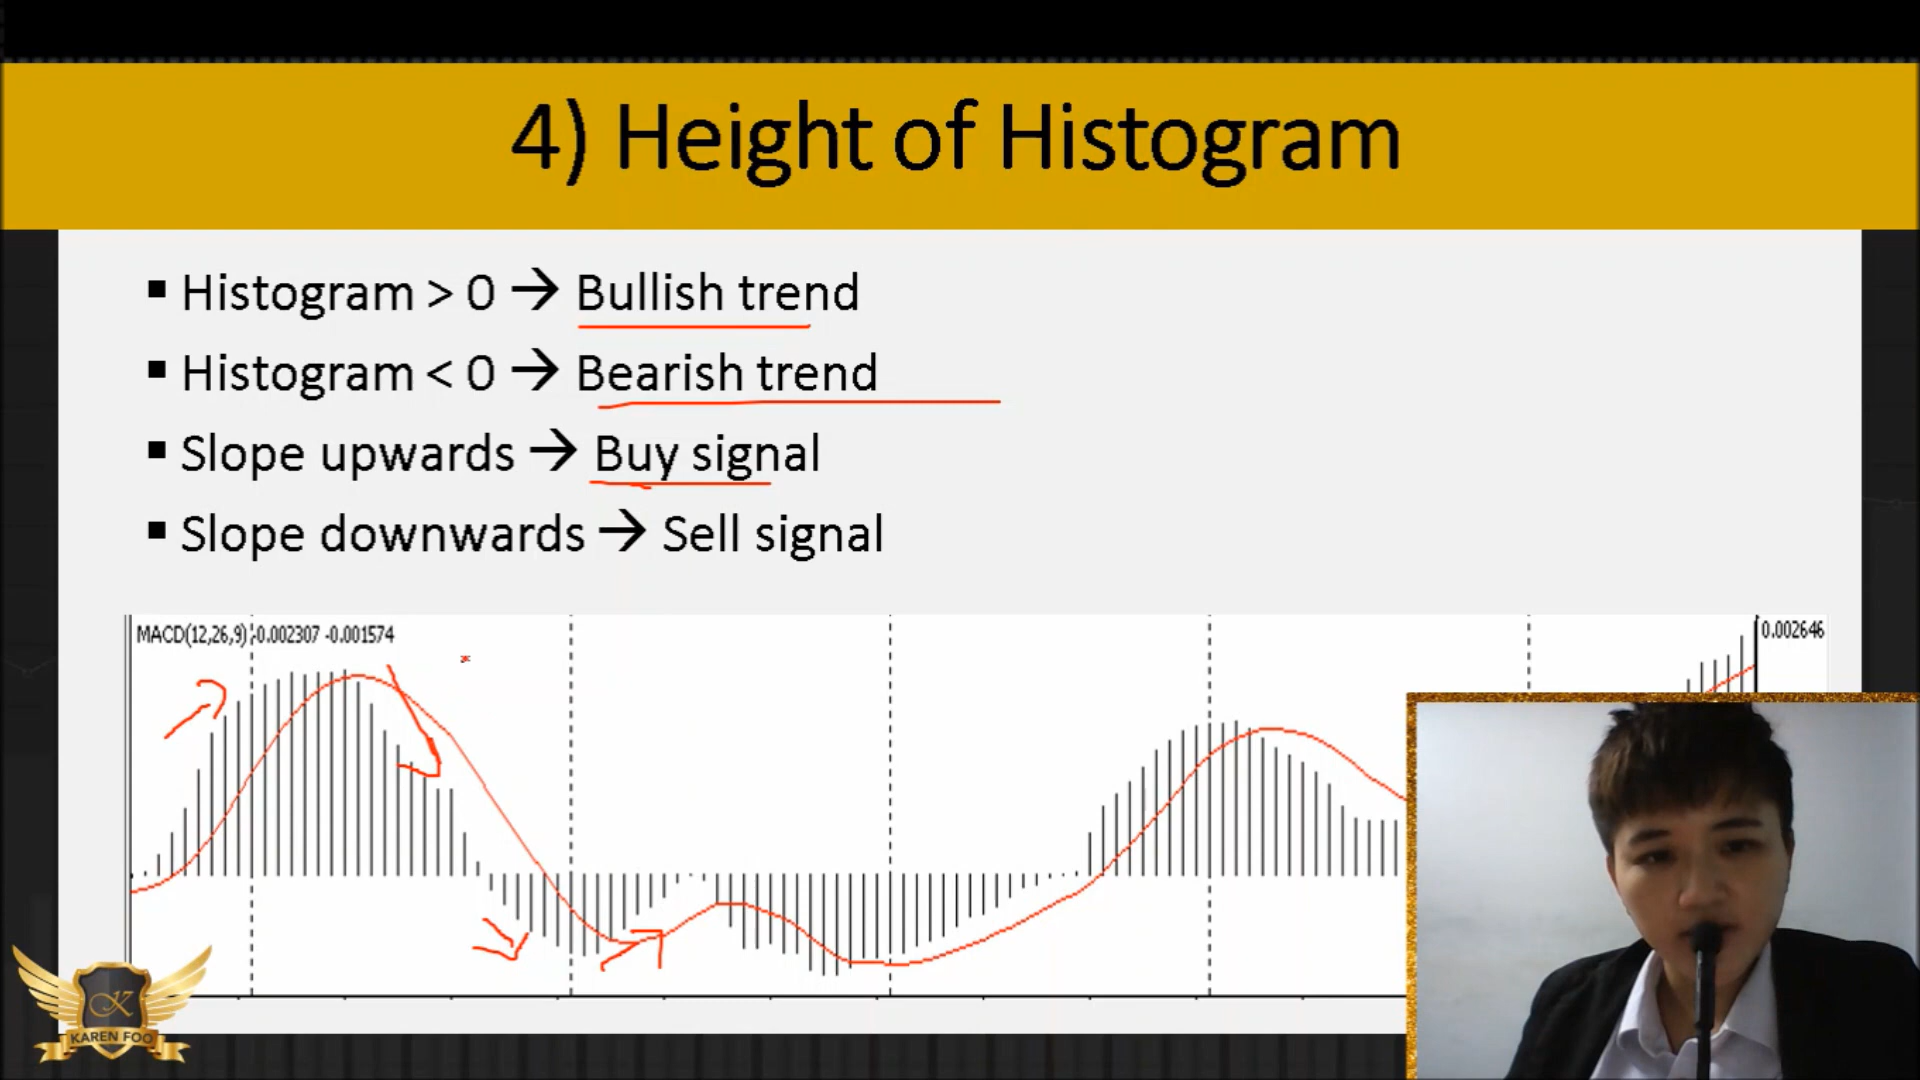 4) Height of Histogram
▪ Histogram > 0 → Bullish trend
▪ Histogram < 0 → Bearish trend
▪ Slope upwards → Buy signal
▪ Slope downwards → Sell signal
MACD(12,26,9) -0.002307 -0.001574
0.002646
K
KAREN FOO